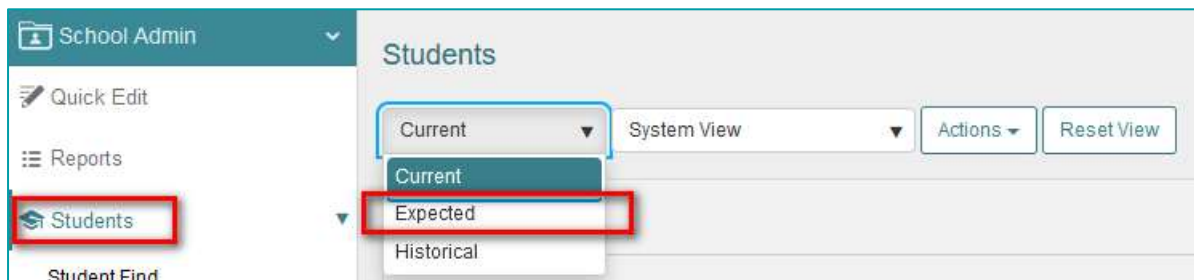 School Admin
Quick Edit
Reports
Students
Student Find
Students
Current System View Actions Reset View
Current
Expected
Historical